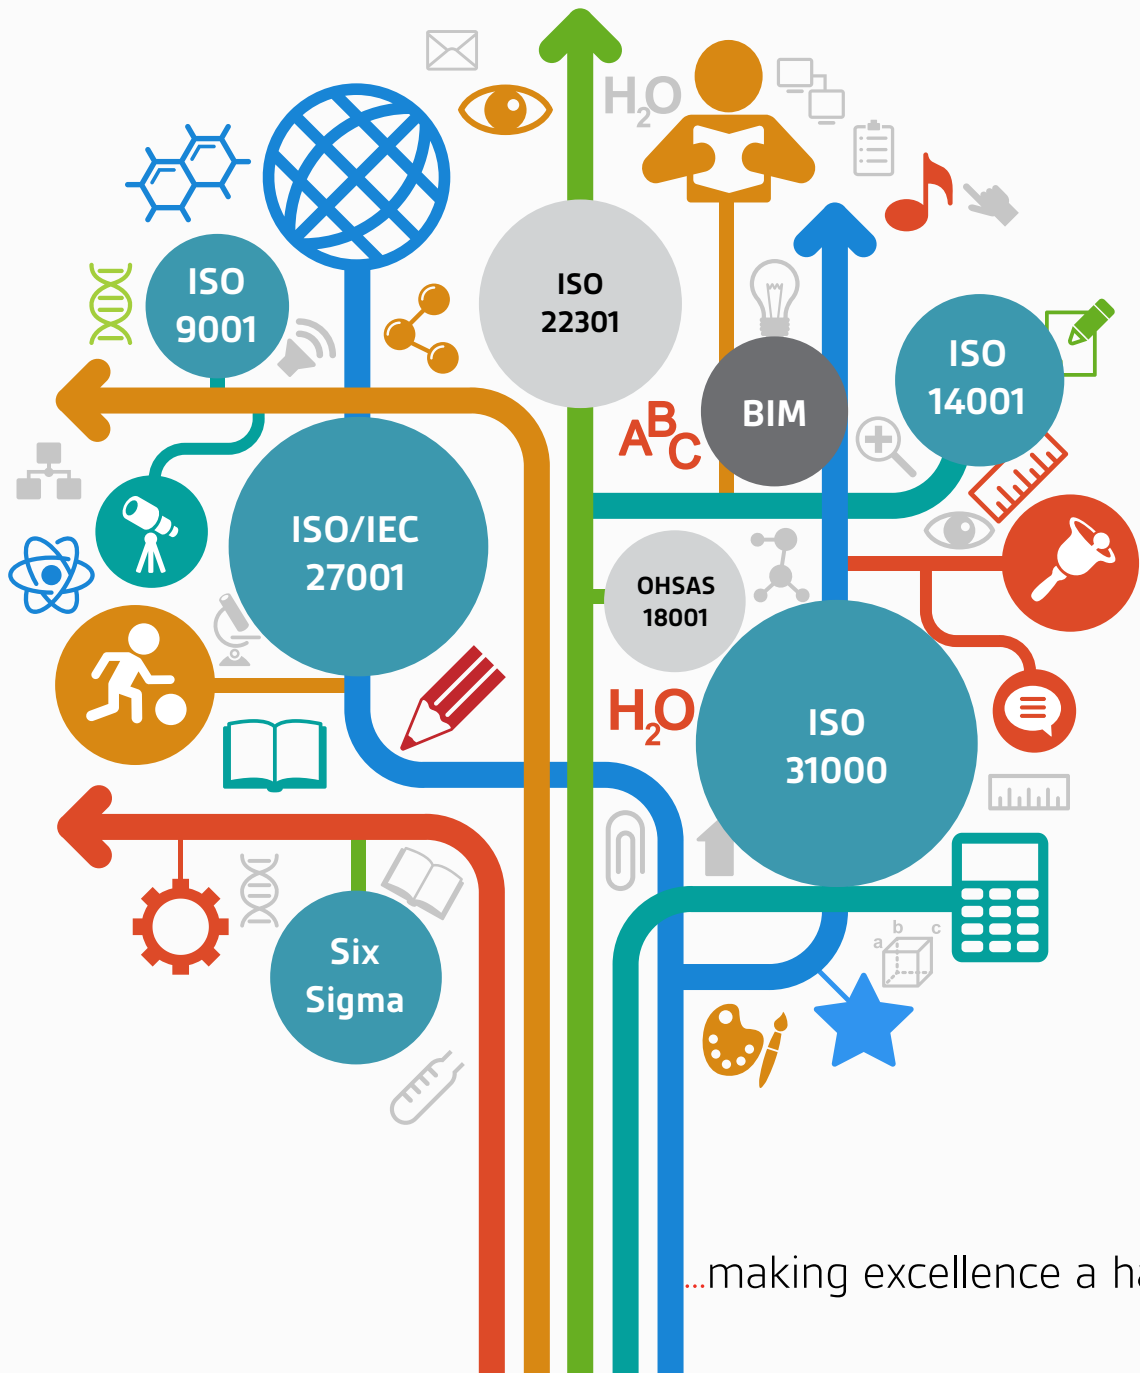 H2O
ISO
9001
ISO
22301
ISO
14001
BIM
ABC
ISO/IEC
27001
OHSAS
18001
H2O
ISO
31000
Six
Sigma
a b c
...making excellence a